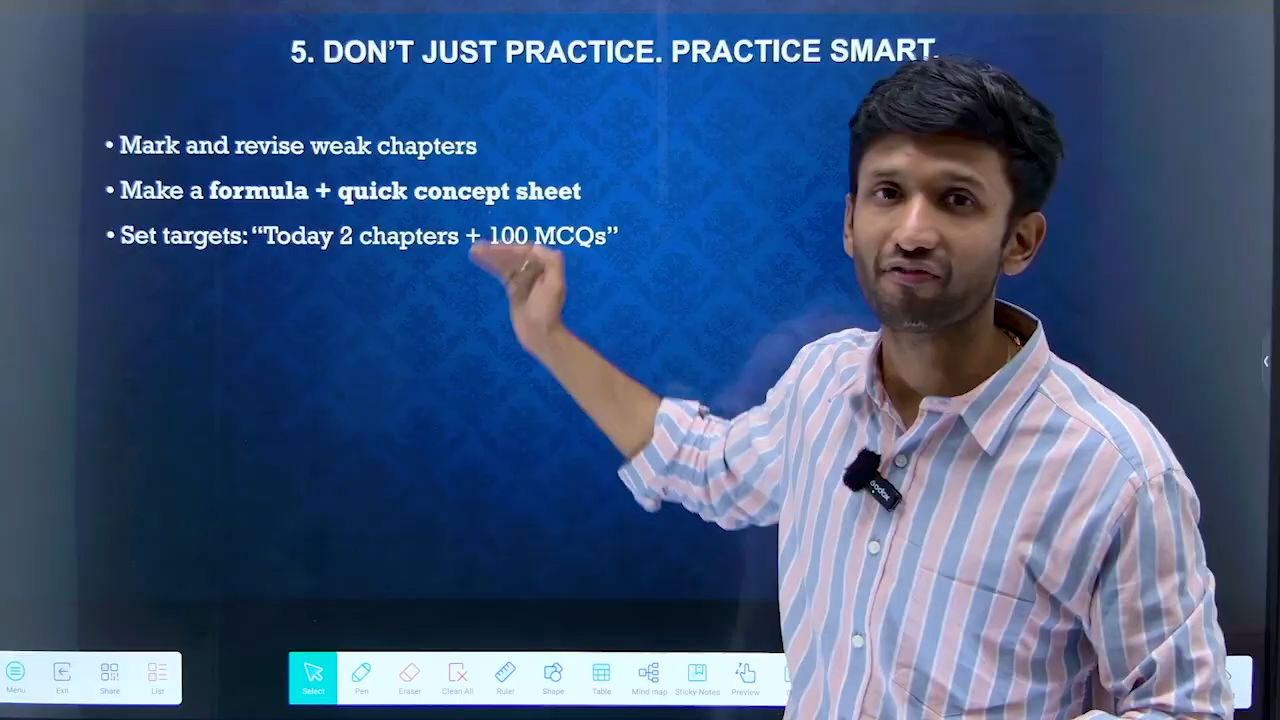 5. DON'T JUST PRACTICE. PRACTICE SMART.
• Mark and revise weak chapters
• Make a formula + quick concept sheet
• Set targets: “Today 2 chapters + 100 MCQs”
Godox
Menu Exit Share List Select Pen Eraser Clean All Ruler Shape Table Mind map Sticky-Notes Preview